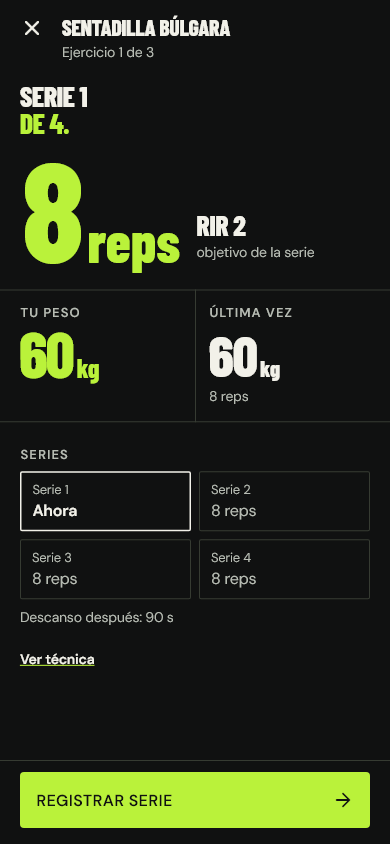 SENTADILLA BÚLGARA
Ejercicio 1 de 3
SERIE 1
DE 4.
8 reps
RIR 2
objetivo de la serie
TU PESO
60 kg
ÚLTIMA VEZ
60 kg
8 reps
SERIES
Serie 1
Ahora
Serie 2
8 reps
Serie 3
8 reps
Serie 4
8 reps
Descanso después: 90 s
Ver técnica
REGISTRAR SERIE